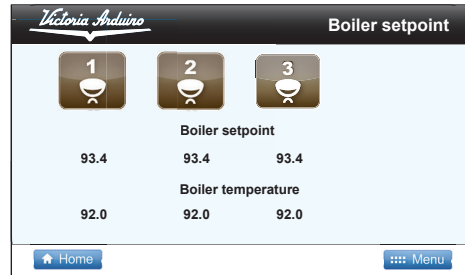 Victoria Arduino
Boiler setpoint
1 2 3
Boiler setpoint
93.4 93.4 93.4
Boiler temperature
92.0 92.0 92.0
Home Menu